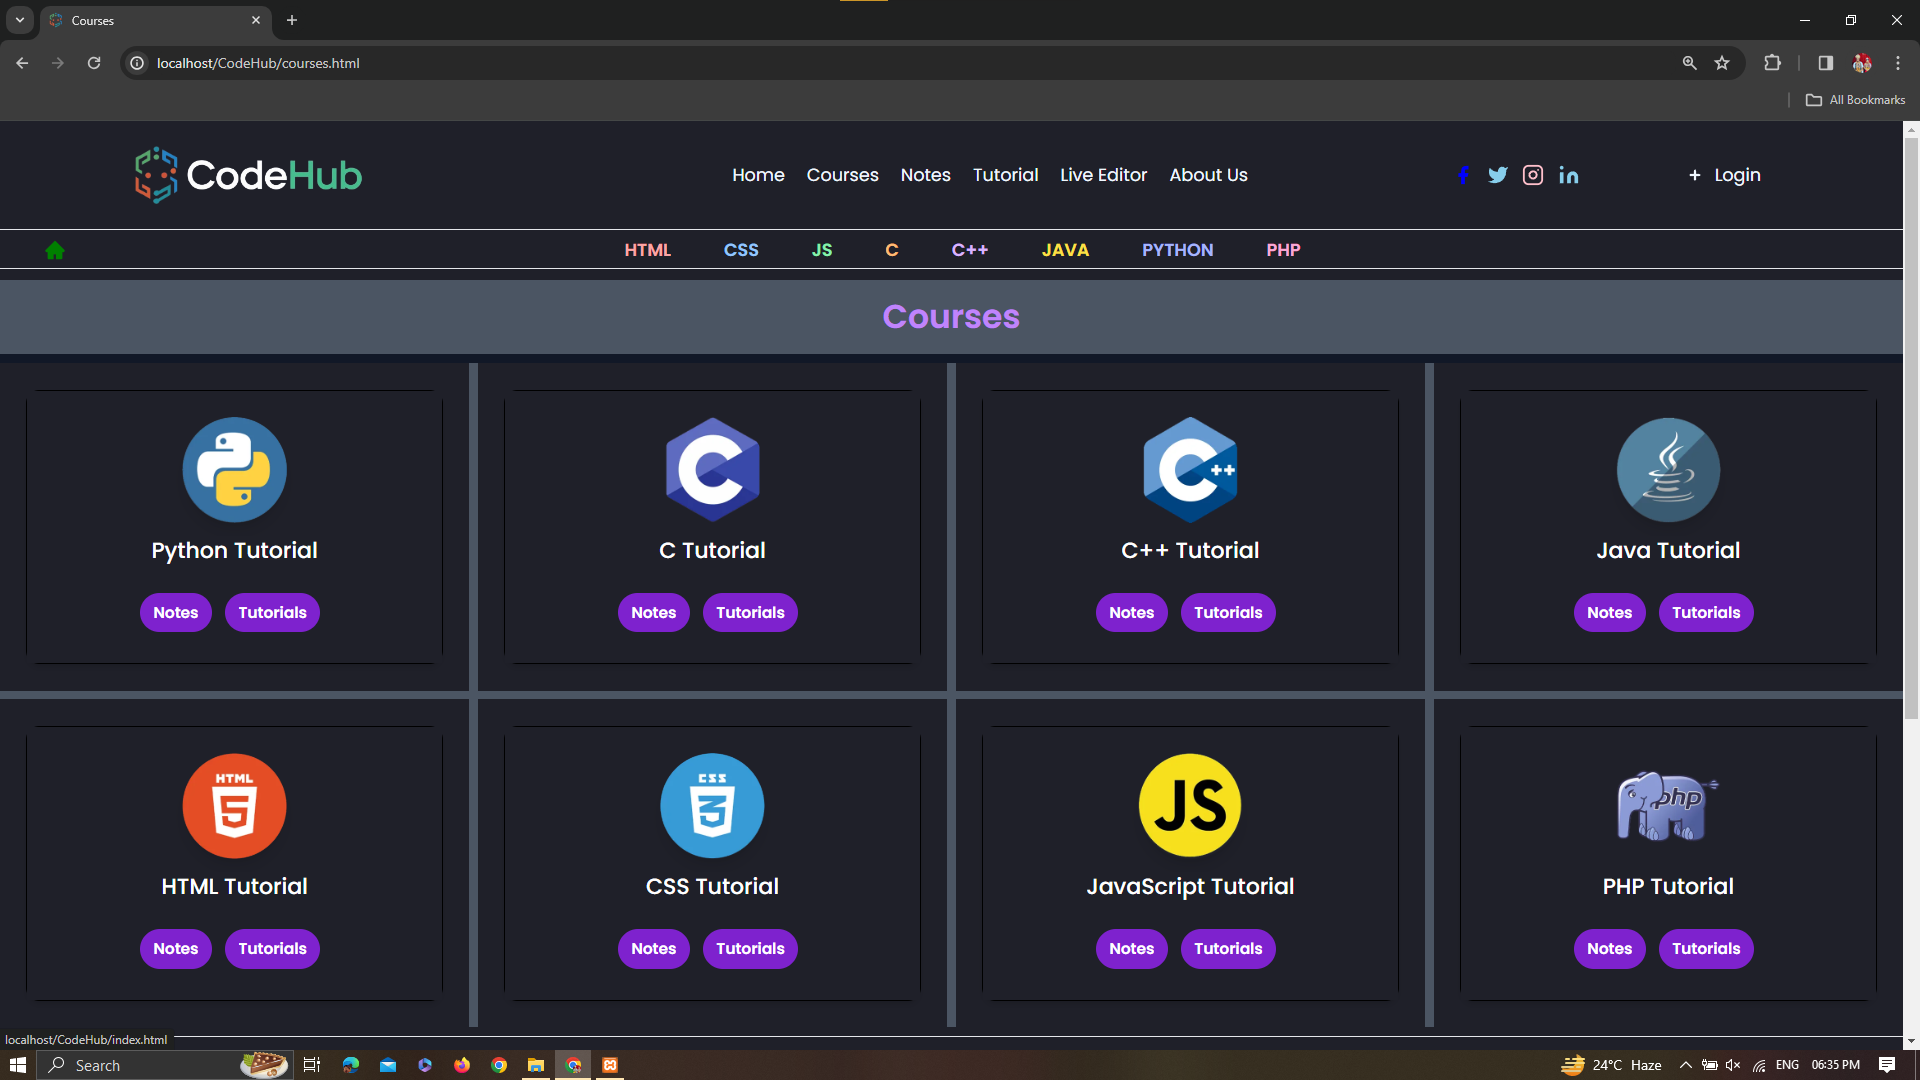 Courses
localhost/CodeHub/courses.html
All Bookmarks
CodeHub
Home Courses Notes Tutorial Live Editor About Us
+ Login
HTML CSS JS C C++ JAVA PYTHON PHP
Courses
Python Tutorial C Tutorial C++ Tutorial Java Tutorial
Notes Tutorials Notes Tutorials Notes Tutorials Notes Tutorials
HTML CSS JS php
HTML Tutorial CSS Tutorial JavaScript Tutorial PHP Tutorial
Notes Tutorials Notes Tutorials Notes Tutorials Notes Tutorials
localhost/CodeHub/index.html
Search
24°C Haze ENG 06:35 PM